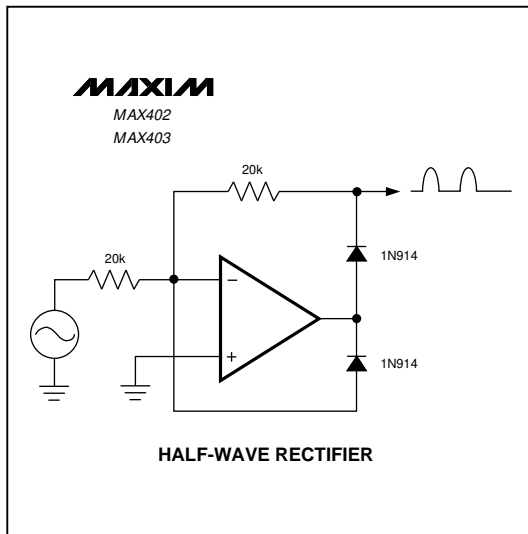 MAXIM
MAX402
MAX403
20k
20k
1N914
−
+
1N914
HALF-WAVE RECTIFIER